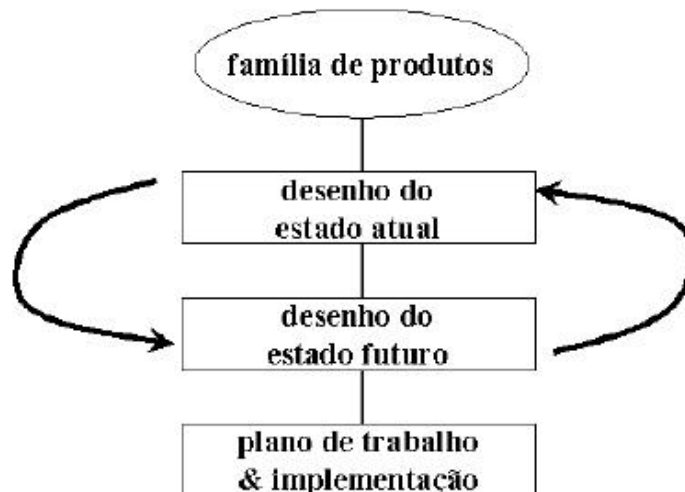 família de produtos
desenho do
estado atual
desenho do
estado futuro
plano de trabalho
& implementação